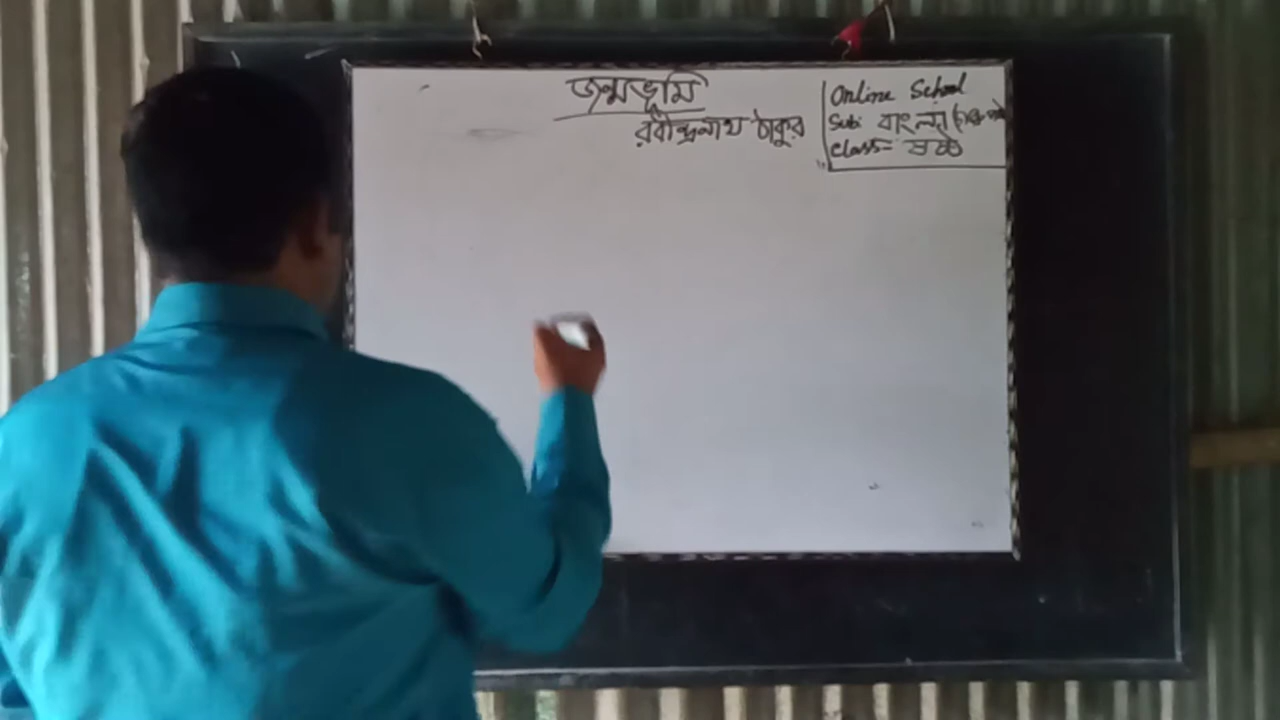 জন্মভূমি
রবীন্দ্রনাথ ঠাকুর
Online School
Sub: বাংলা
Class= ষষ্ঠ